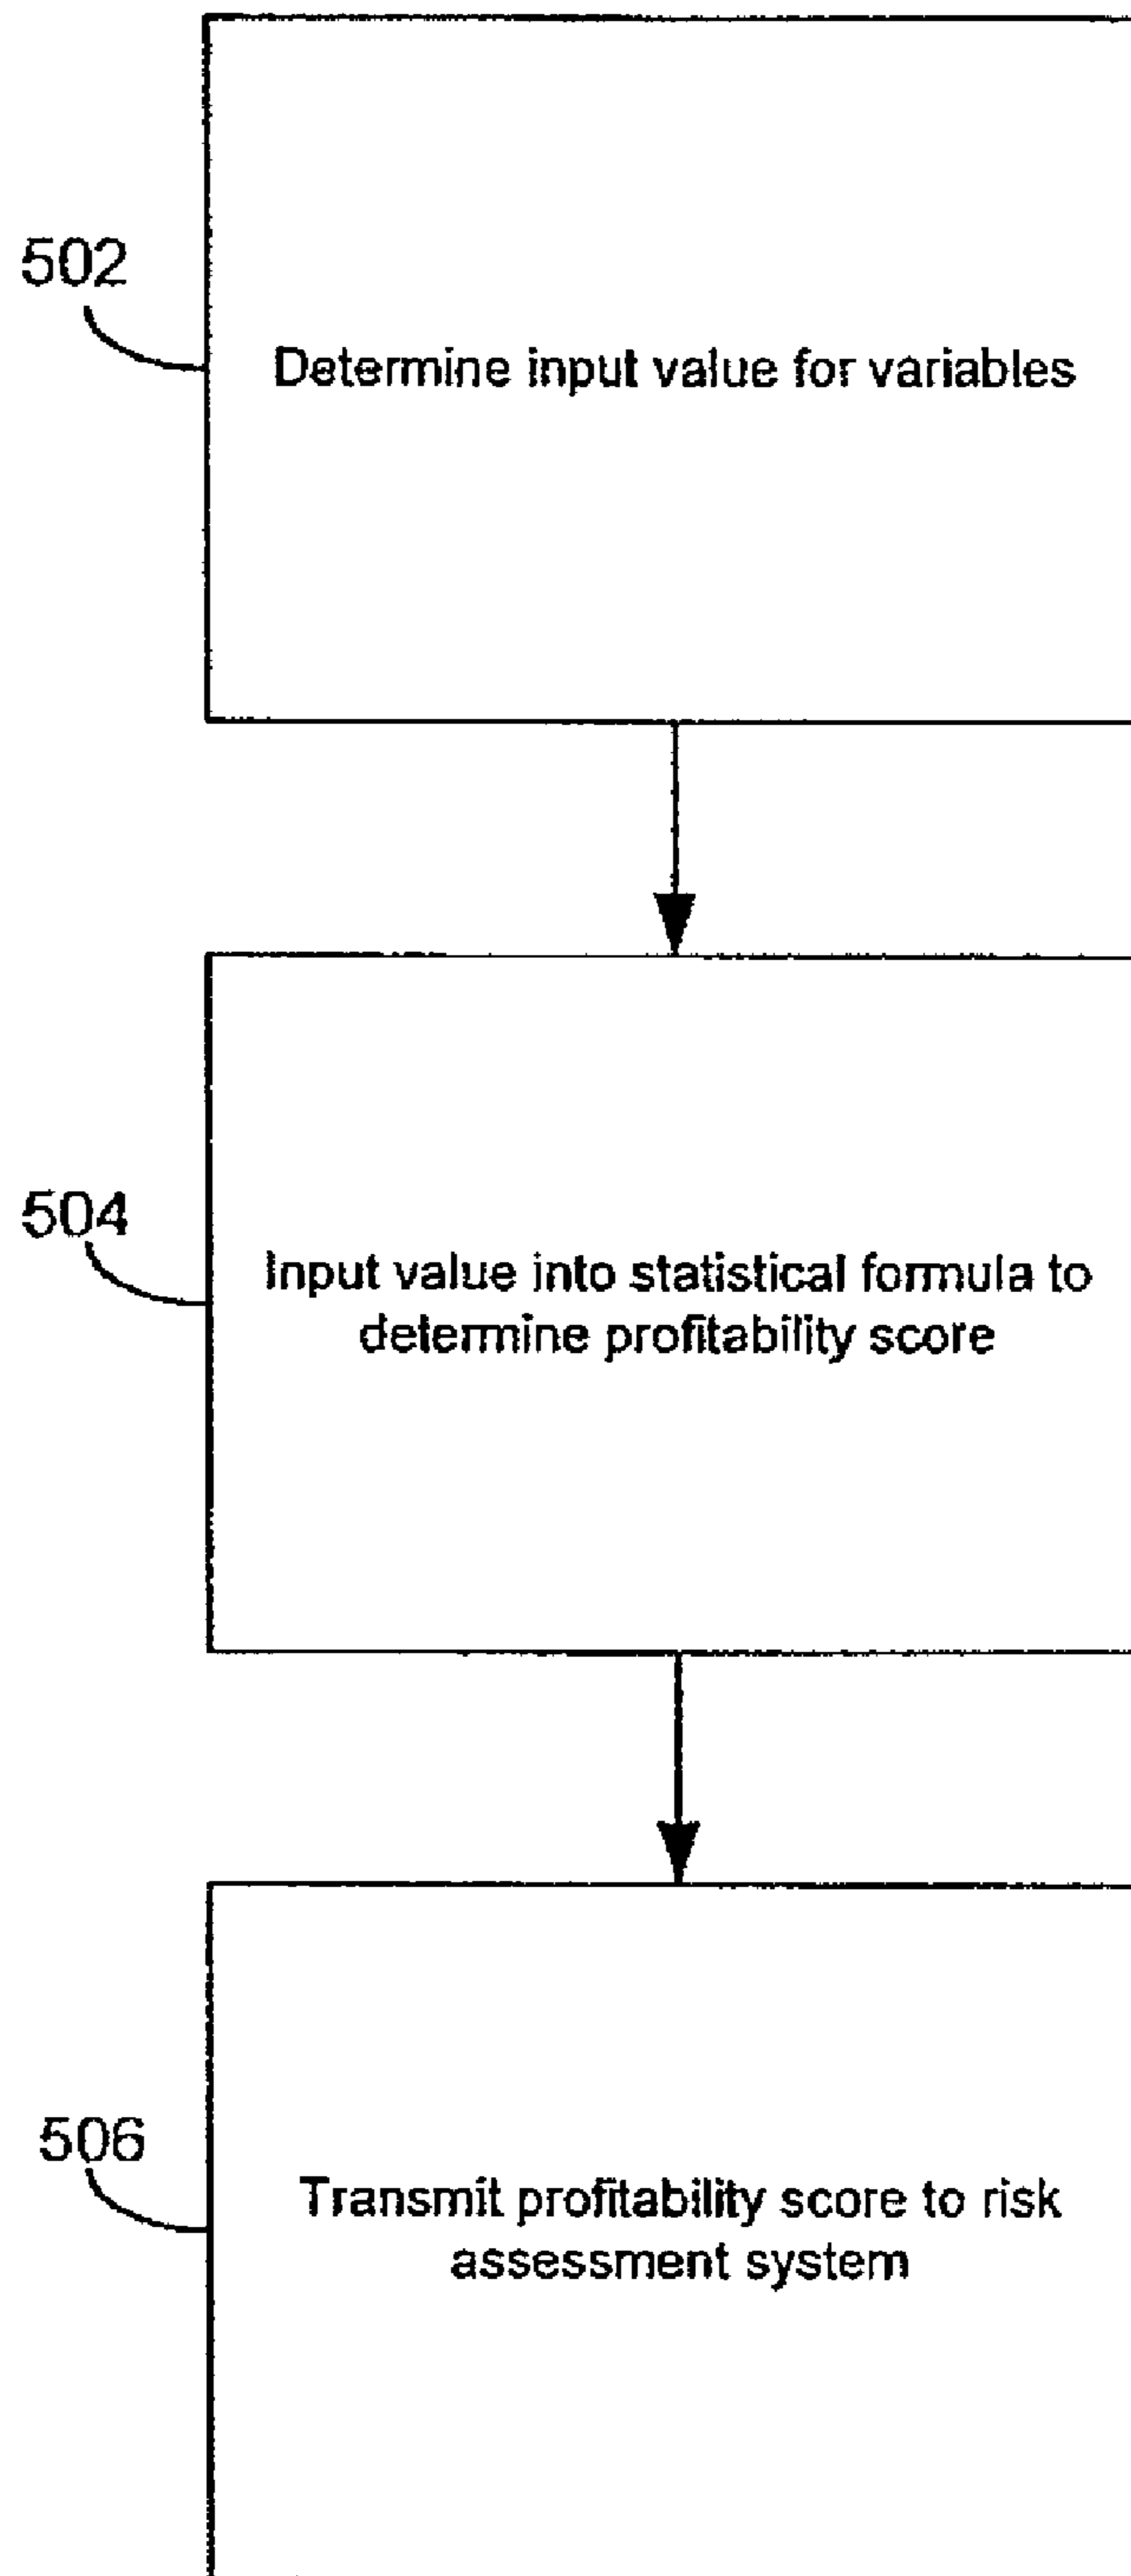 502
Determine input value for variables
504
Input value into statistical formula to
determine profitability score
506
Transmit profitability score to risk
assessment system